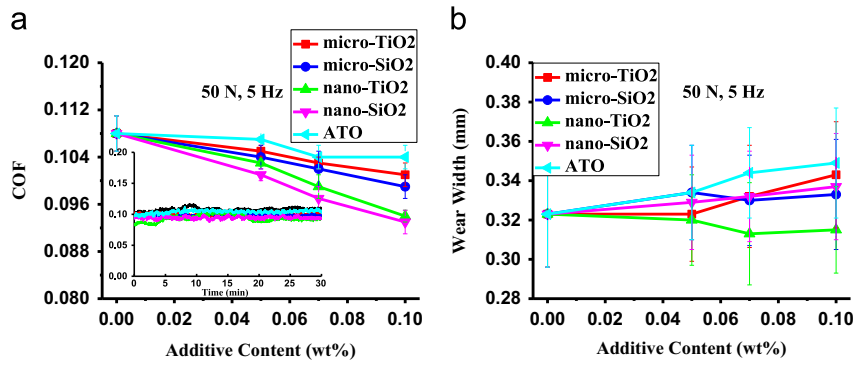 a
0.120
0.112
0.104
0.096
0.088
0.080
COF
0.00
0.02
0.04
0.06
0.08
0.10
Additive Content (wt%)
50 N, 5 Hz
micro-TiO2
micro-SiO2
nano-TiO2
nano-SiO2
ATO
0.20
0.15
0.10
0.05
0.00
0
5
10
15
20
25
30
Time (min)
b
0.40
0.38
0.36
0.34
0.32
0.30
0.28
Wear Width (mm)
0.00
0.02
0.04
0.06
0.08
0.10
Additive Content (wt%)
50 N, 5 Hz
micro-TiO2
micro-SiO2
nano-TiO2
nano-SiO2
ATO